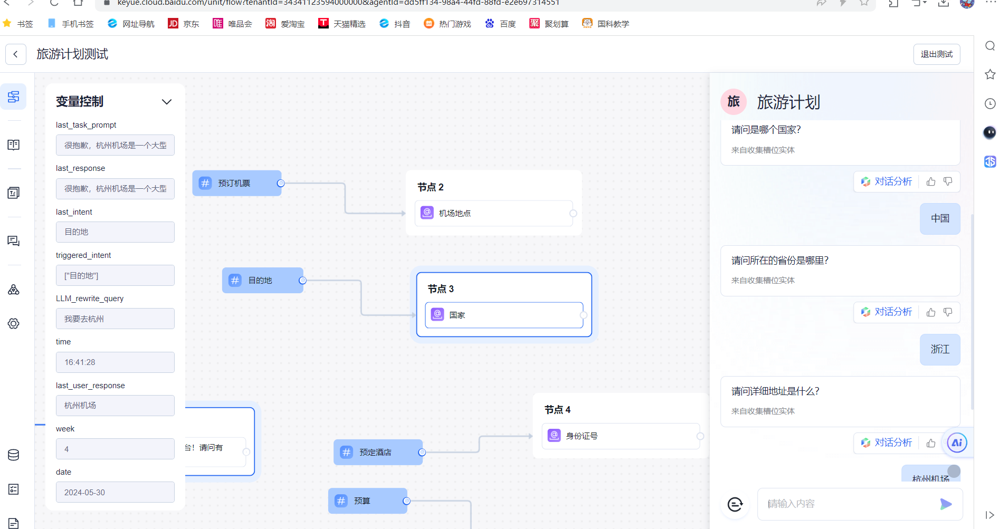 keyue.cloud.baidu.com/unit/flow?tenantId=34341123594000000&agentId=dd5ff134-98a4-44fd-88fd-e2e697314551
书签
手机书签
网址导航
JD 京东
唯 唯品会
淘 爱淘宝
T 天猫精选
抖音
热门游戏
百度
聚 聚划算
国科教学
旅游计划测试
退出测试
变量控制
last_task_prompt
很抱歉，杭州机场是一个大型
last_response
很抱歉，杭州机场是一个大型
last_intent
目的地
triggered_intent
["目的地"]
LLM_rewrite_query
我要去杭州
time
16:41:28
last_user_response
杭州机场
week
4
date
2024-05-30
# 预订机票
节点 2
@ 机场地点
# 目的地
节点 3
@ 国家
台！请问有
# 预定酒店
节点 4
@ 身份证号
# 预算
旅 旅游计划
请问是哪个国家?
来自收集槽位实体
对话分析
中国
请问所在的省份是哪里?
来自收集槽位实体
对话分析
浙江
请问详细地址是什么?
来自收集槽位实体
对话分析
Ai
杭州机场
请输入内容